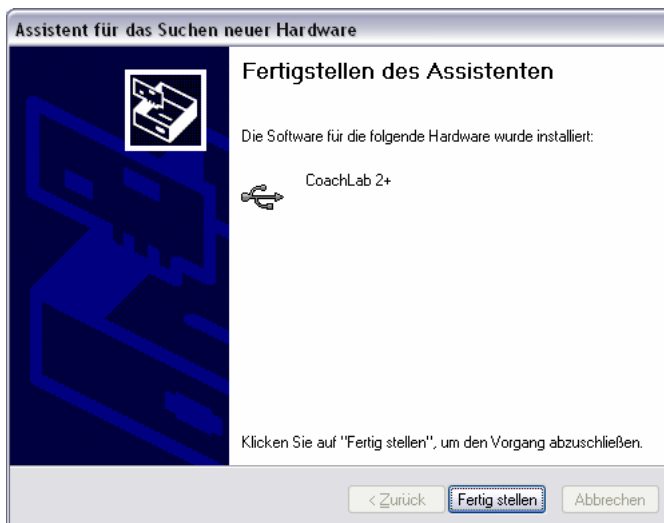 Assistent für das Suchen neuer Hardware
Fertigstellen des Assistenten
Die Software für die folgende Hardware wurde installiert:
CoachLab 2+
Klicken Sie auf "Fertig stellen", um den Vorgang abzuschließen.
< Zurück Fertig stellen Abbrechen